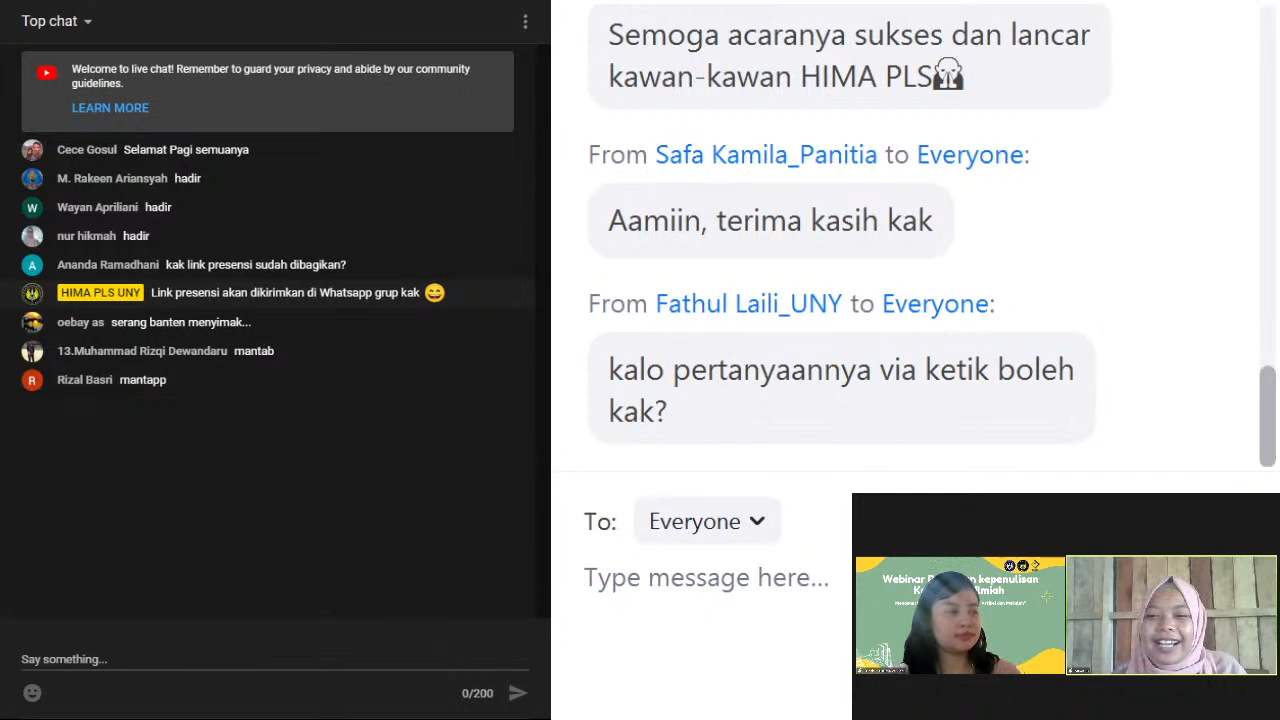 Top chat
Welcome to live chat! Remember to guard your privacy and abide by our community
guidelines.
LEARN MORE
Cece Gosul Selamat Pagi semuanya
M. Rakeen Ariansyah hadir
W Wayan Apriliani hadir
nur hikmah hadir
A Ananda Ramadhani kak link presensi sudah dibagikan?
HIMA PLS UNY Link presensi akan dikirimkan di Whatsapp grup kak 😄
oebay as serang banten menyimak...
13.Muhammad Rizqi Dewandaru mantab
R Rizal Basri mantapp
Say something...
0/200
Semoga acaranya sukses dan lancar
kawan-kawan HIMA PLS🙏
From Safa Kamila_Panitia to Everyone:
Aamiin, terima kasih kak
From Fathul Laili_UNY to Everyone:
kalo pertanyaannya via ketik boleh
kak?
To: Everyone
Type message here...
Webinar kepenulisan
Artikel dan Makalah"